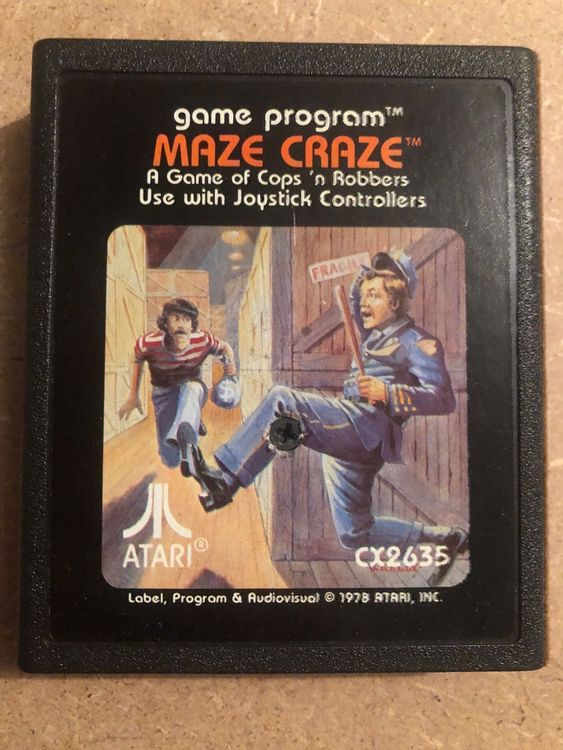 game program™
MAZE CRAZE™
A Game of Cops 'n Robbers
Use with Joystick Controllers
FRAGIL
ATARI®
CX2635
Label, Program & Audiovisual © 1978 ATARI, INC.